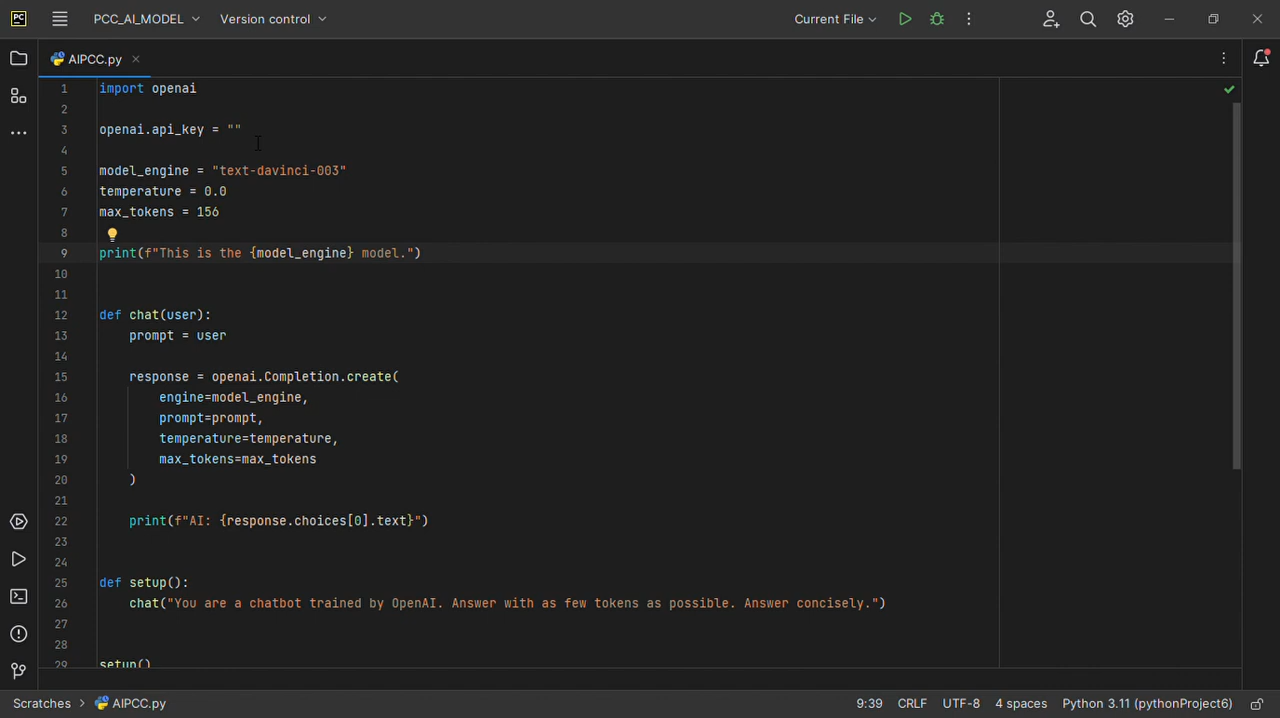 PC
PCC_AI_MODEL
Version control
Current File
AIPCC.py
1 import openai
2
3 openai.api_key = ""
4
5 model_engine = "text-davinci-003"
6 temperature = 0.0
7 max_tokens = 156
8
9 print(f"This is the {model_engine} model.")
10
11
12 def chat(user):
13 prompt = user
14
15 response = openai.Completion.create(
16 engine=model_engine,
17 prompt=prompt,
18 temperature=temperature,
19 max_tokens=max_tokens
20 )
21
22 print(f"AI: {response.choices[0].text}")
23
24
25 def setup():
26 chat("You are a chatbot trained by OpenAI. Answer with as few tokens as possible. Answer concisely.")
27
28
29 setup()
Scratches > AIPCC.py 9:39 CRLF UTF-8 4 spaces Python 3.11 (pythonProject6)